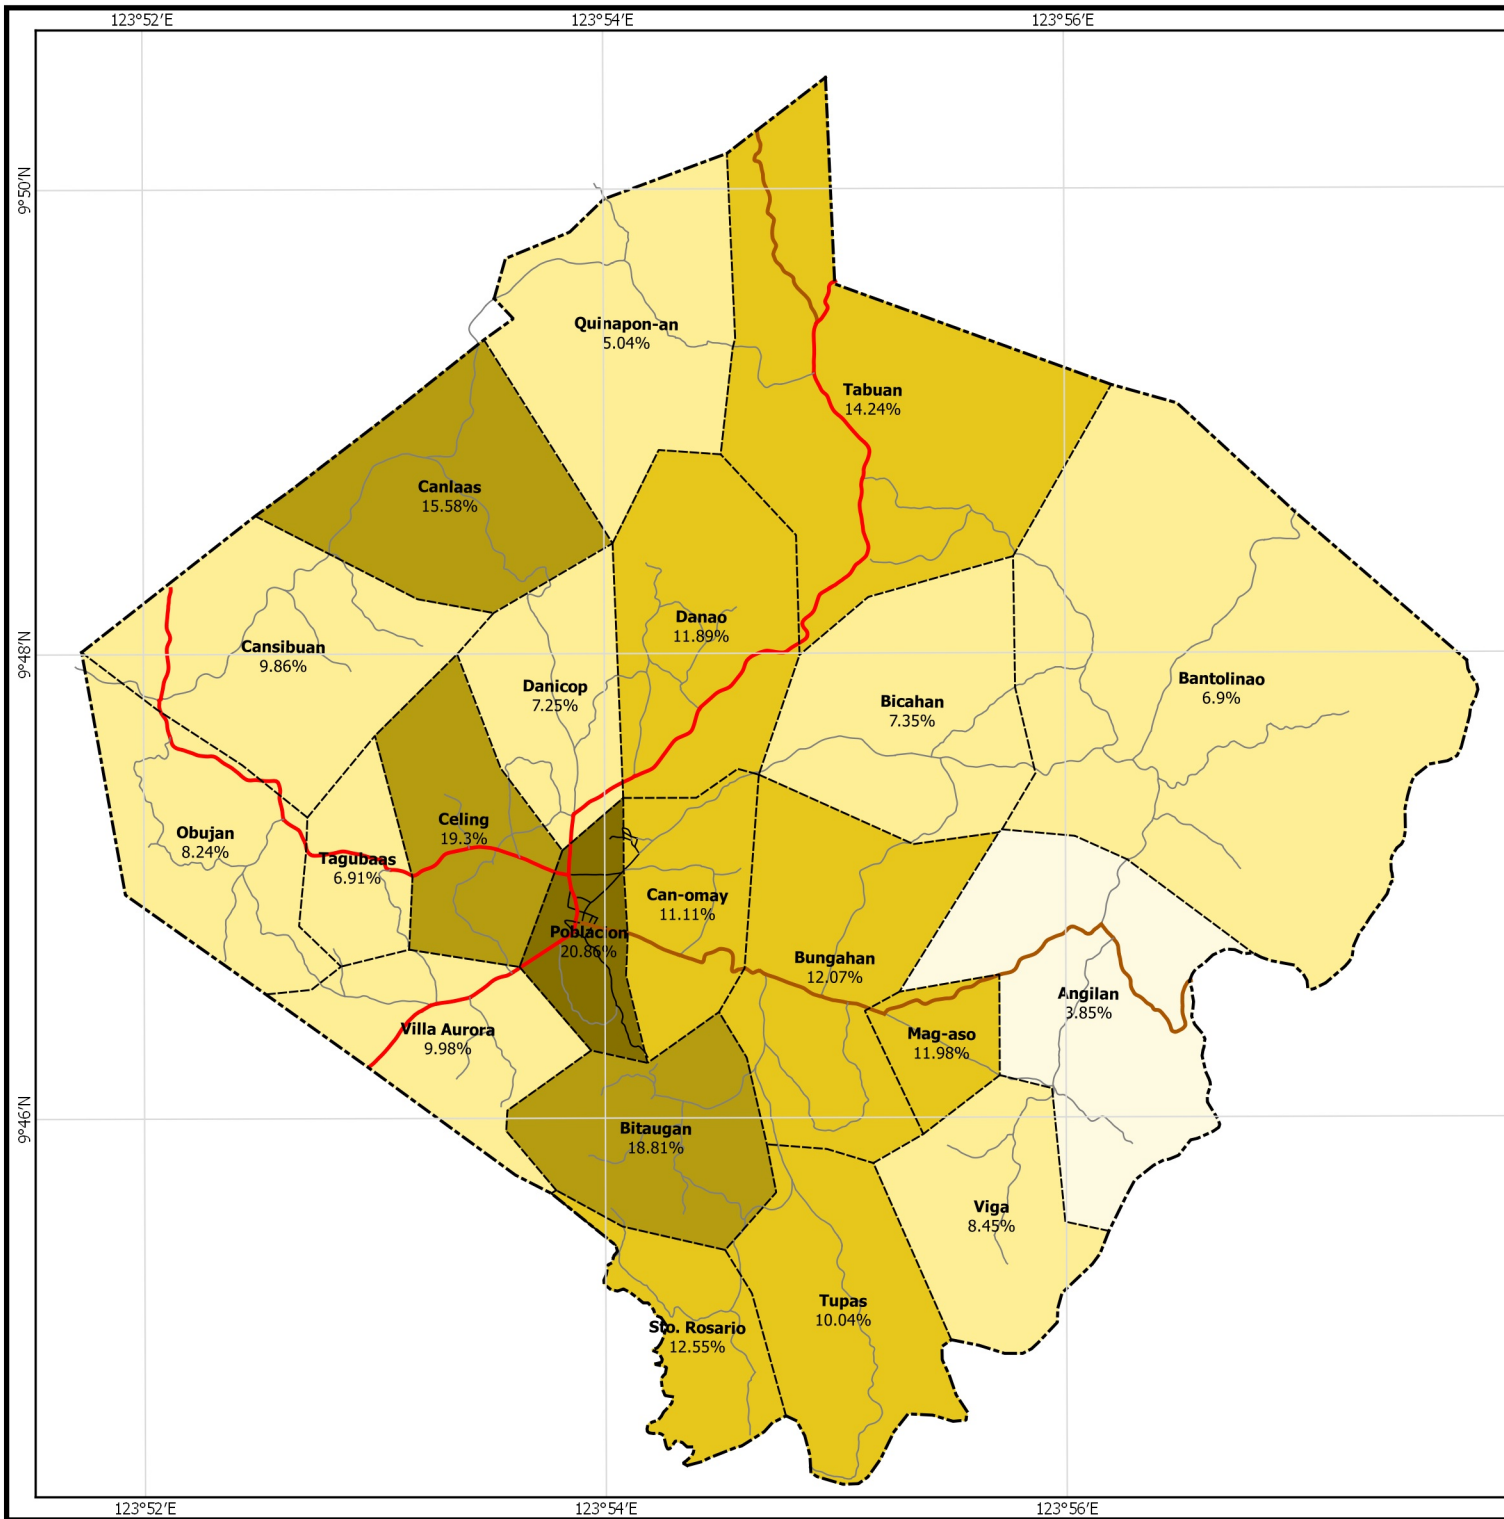 123°52'E
123°54'E
123°56'E
9°50'N
Quinapon-an
5.04%
Tabuan
14.24%
Canlaas
15.58%
Danao
11.89%
9°48'N
Cansibuan
9.86%
Danicop
7.25%
Bicahan
7.35%
Bantolinao
6.9%
Celing
19.3%
Obujan
8.24%
Tagubaas
6.91%
Can-omay
11.11%
Poblacion
20.86%
Bungahan
12.07%
Angilan
3.85%
Villa Aurora
9.98%
Mag-aso
11.98%
9°46'N
Bitaugan
18.81%
Viga
8.45%
Tupas
10.04%
Sto. Rosario
12.55%
123°52'E
123°54'E
123°56'E